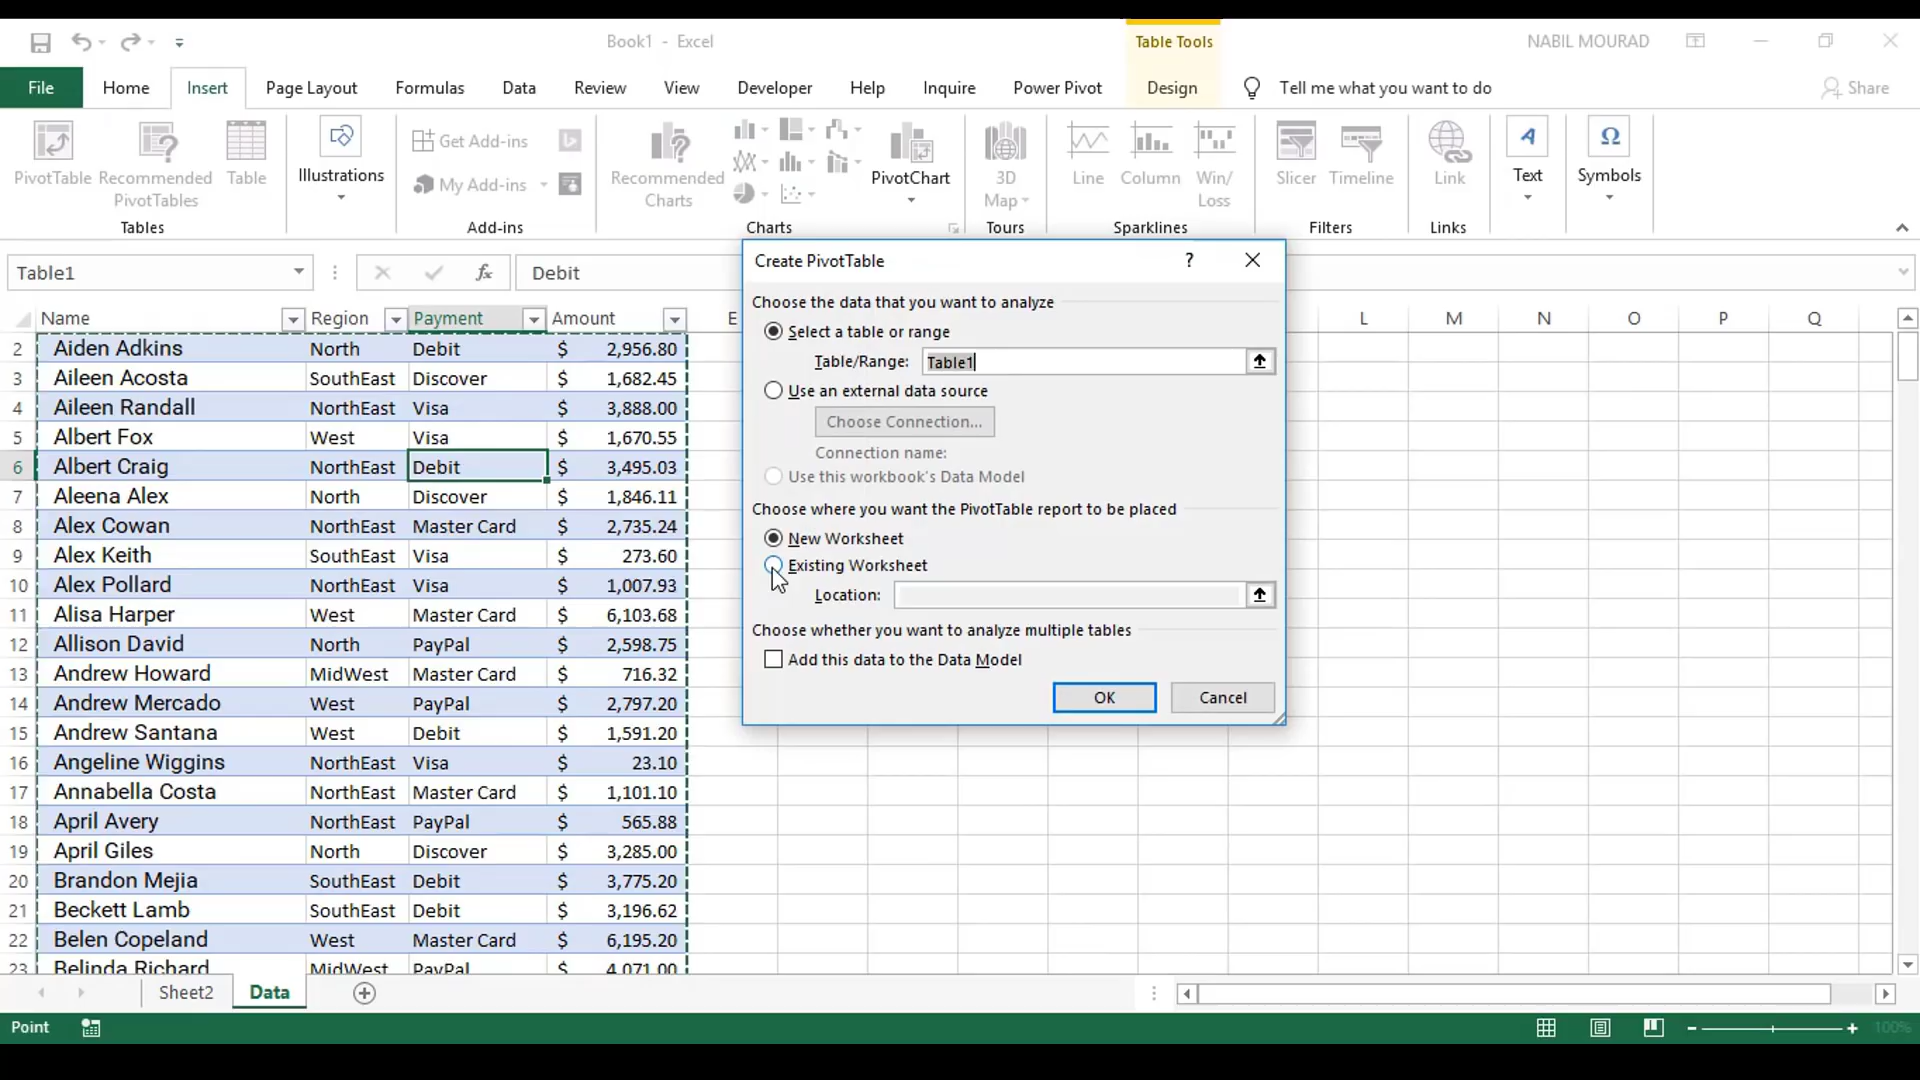 Book1 - Excel
Table Tools
NABIL MOURAD
File Home Insert Page Layout Formulas Data Review View Developer Help Inquire Power Pivot Design Tell me what you want to do Share
PivotTable
Recommended
PivotTables
Table
Tables
Illustrations
Get Add-ins
My Add-ins
Add-ins
Recommended
Charts
PivotChart
Charts
3D
Map
Tours
Line
Column
Win/
Loss
Sparklines
Slicer
Timeline
Filters
Link
Links
Text
Symbols
Table1 fx Debit
Name Region Payment Amount E L M N O P Q
2 Aiden Adkins North Debit $ 2,956.80
3 Aileen Acosta SouthEast Discover $ 1,682.45
4 Aileen Randall NorthEast Visa $ 3,888.00
5 Albert Fox West Visa $ 1,670.55
6 Albert Craig NorthEast Debit $ 3,495.03
7 Aleena Alex North Discover $ 1,846.11
8 Alex Cowan NorthEast Master Card $ 2,735.24
9 Alex Keith SouthEast Visa $ 273.60
10 Alex Pollard NorthEast Visa $ 1,007.93
11 Alisa Harper West Master Card $ 6,103.68
12 Allison David North PayPal $ 2,598.75
13 Andrew Howard MidWest Master Card $ 716.32
14 Andrew Mercado West PayPal $ 2,797.20
15 Andrew Santana West Debit $ 1,591.20
16 Angeline Wiggins NorthEast Visa $ 23.10
17 Annabella Costa NorthEast Master Card $ 1,101.10
18 April Avery NorthEast PayPal $ 565.88
19 April Giles North Discover $ 3,285.00
20 Brandon Mejia SouthEast Debit $ 3,775.20
21 Beckett Lamb SouthEast Debit $ 3,196.62
22 Belen Copeland West Master Card $ 6,195.20
23 Belinda Richard MidWest PayPal $ 4,071.00
Create PivotTable ?
Choose the data that you want to analyze
Select a table or range
Table/Range: Table1
Use an external data source
Choose Connection...
Connection name:
Use this workbook's Data Model
Choose where you want the PivotTable report to be placed
New Worksheet
Existing Worksheet
Location:
Choose whether you want to analyze multiple tables
Add this data to the Data Model
OK Cancel
Sheet2 Data
Point 100%